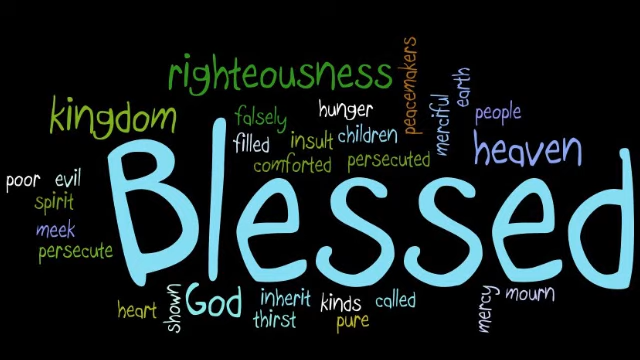 righteousness
peacemakers
earth
merciful
kingdom
falsely
hunger
people
filled
insult
children
heaven
comforted
persecuted
poor
evil
Blessed
spirit
meek
persecute
heart
shown
God
inherit
kinds
called
mercy
mourn
thirst
pure